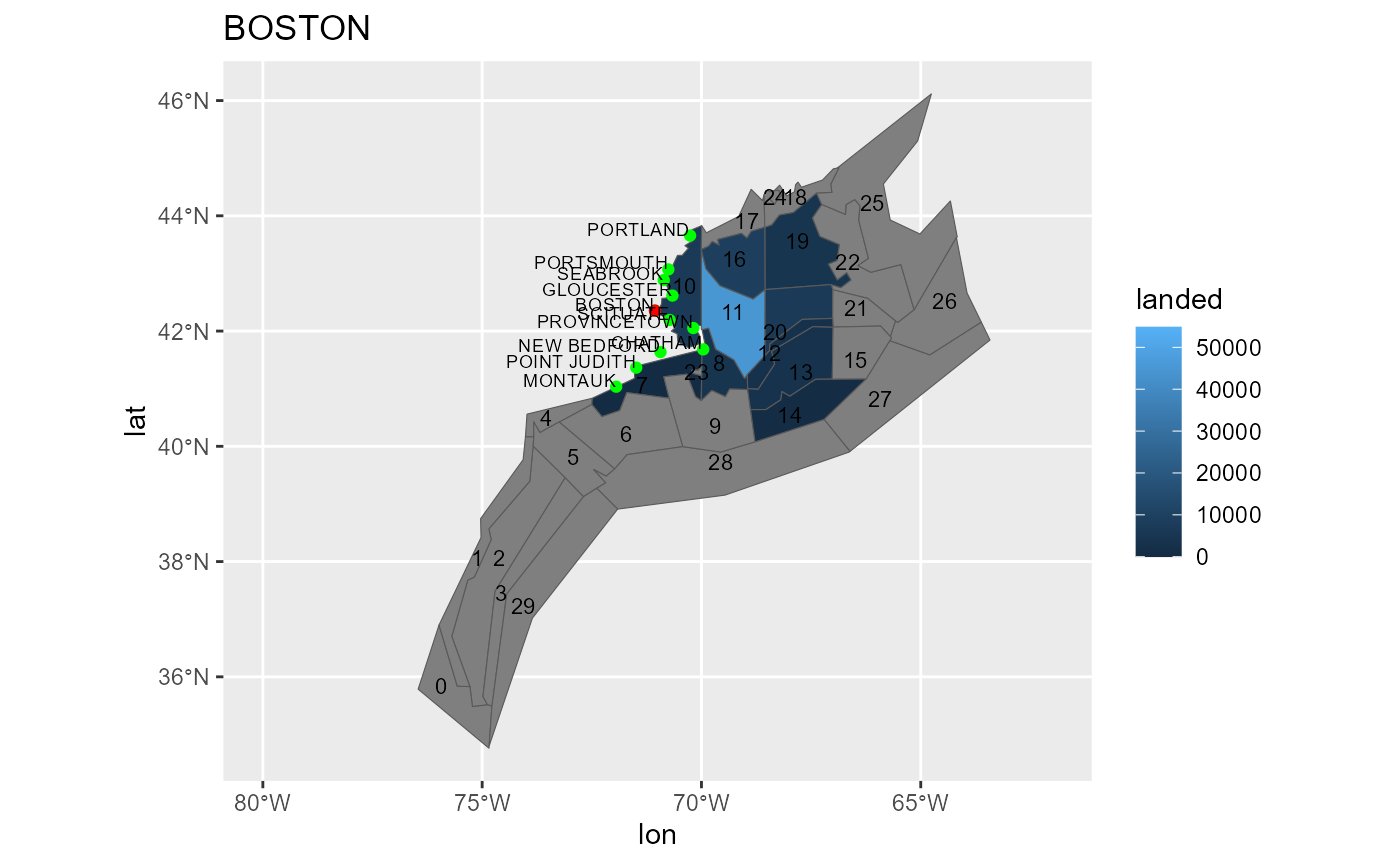 BOSTON
46°N
44°N
42°N
40°N
38°N
36°N
80°W
75°W
70°W
65°W
lon
lat
PORTLAND
PORTSMOUTH
SEABROOK
GLOUCESTER
BOSTON
SCITUATE
PROVINCETOWN
CHATHAM
NEW BEDFORD
POINT JUDITH
MONTAUK
24
18
25
17
19
16
22
10
11
21
26
20
12
15
8
13
23
7
27
14
4
9
6
5
28
1
2
3
29
0
landed
50000
40000
30000
20000
10000
0